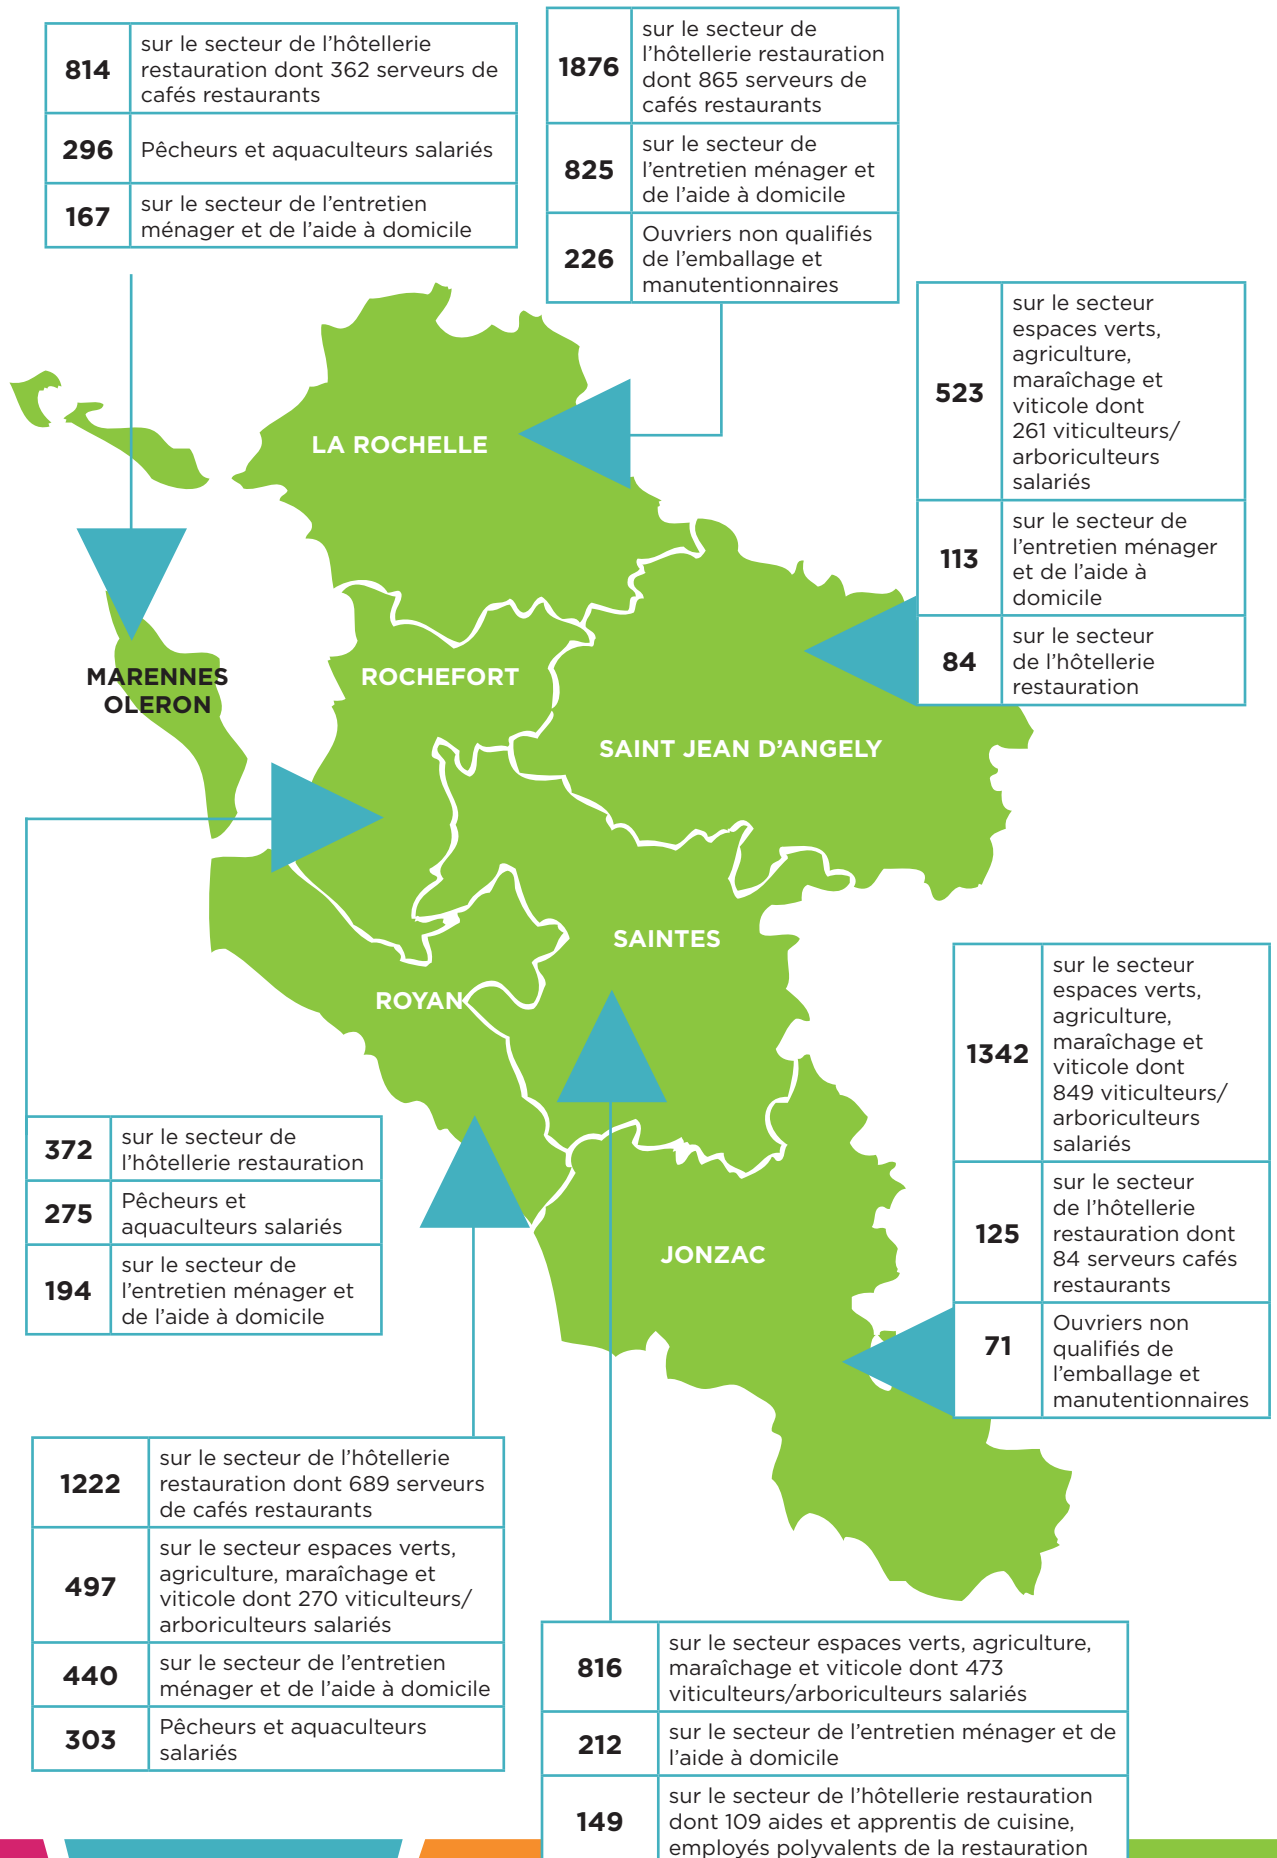 814
sur le secteur de l’hôtellerie
restauration dont 362 serveurs de
cafés restaurants
296
Pêcheurs et aquaculteurs salariés
167
sur le secteur de l’entretien
ménager et de l’aide à domicile
1876
sur le secteur de
l’hôtellerie restauration
dont 865 serveurs de
cafés restaurants
825
sur le secteur de
l’entretien ménager et
de l’aide à domicile
226
Ouvriers non qualifiés
de l’emballage et
manutentionnaires
523
sur le secteur
espaces verts,
agriculture,
maraîchage et
viticole dont
261 viticulteurs/
arboriculteurs
salariés
113
sur le secteur de
l’entretien ménager
et de l’aide à
domicile
84
sur le secteur
de l’hôtellerie
restauration
LA ROCHELLE
MARENNES
OLERON
ROCHEFORT
SAINT JEAN D’ANGELY
SAINTES
ROYAN
JONZAC
1342
sur le secteur
espaces verts,
agriculture,
maraîchage et
viticole dont
849 viticulteurs/
arboriculteurs
salariés
125
sur le secteur
de l’hôtellerie
restauration dont
84 serveurs cafés
restaurants
71
Ouvriers non
qualifiés de
l’emballage et
manutentionnaires
372
sur le secteur de
l’hôtellerie restauration
275
Pêcheurs et
aquaculteurs salariés
194
sur le secteur de
l’entretien ménager et
de l’aide à domicile
1222
sur le secteur de l’hôtellerie
restauration dont 689 serveurs
de cafés restaurants
497
sur le secteur espaces verts,
agriculture, maraîchage et
viticole dont 270 viticulteurs/
arboriculteurs salariés
440
sur le secteur de l’entretien
ménager et de l’aide à domicile
303
Pêcheurs et aquaculteurs
salariés
816
sur le secteur espaces verts, agriculture,
maraîchage et viticole dont 473
viticulteurs/arboriculteurs salariés
212
sur le secteur de l’entretien ménager et de
l’aide à domicile
149
sur le secteur de l’hôtellerie restauration
dont 109 aides et apprentis de cuisine,
employés polyvalents de la restauration